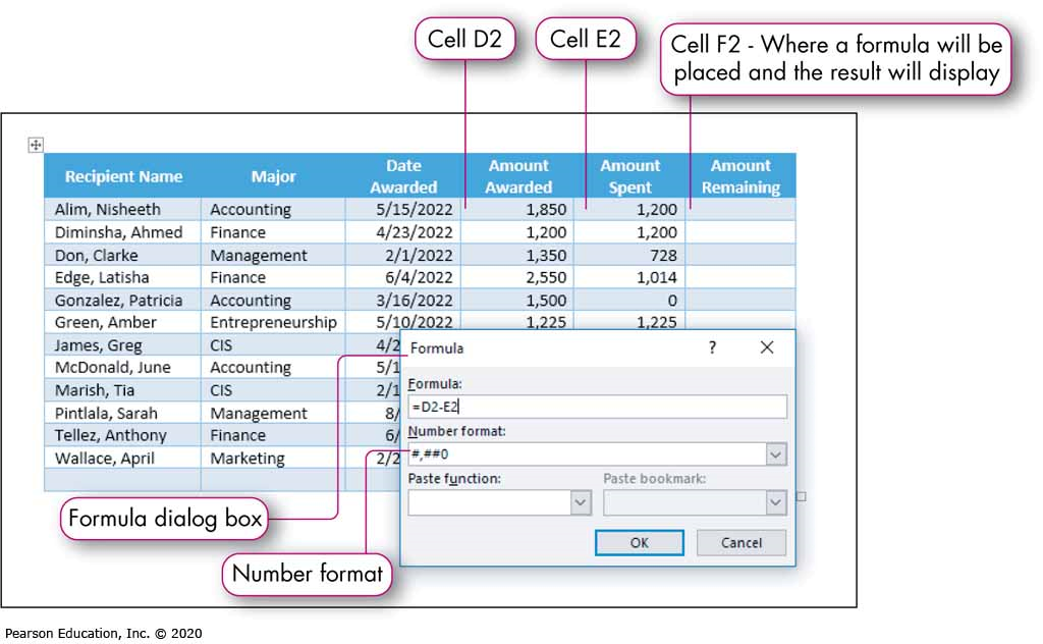 Cell D2
Cell E2
Cell F2 - Where a formula will be
placed and the result will display
Recipient Name Major Date Awarded Amount Awarded Amount Spent Amount Remaining
Alim, Nisheeth Accounting 5/15/2022 1,850 1,200
Diminsha, Ahmed Finance 4/23/2022 1,200 1,200
Don, Clarke Management 2/1/2022 1,350 728
Edge, Latisha Finance 6/4/2022 2,550 1,014
Gonzalez, Patricia Accounting 3/16/2022 1,500 0
Green, Amber Entrepreneurship 5/10/2022 1,225 1,225
James, Greg CIS 4/2
McDonald, June Accounting 5/1
Marish, Tia CIS 2/1
Pintlala, Sarah Management 8/
Tellez, Anthony Finance 6/
Wallace, April Marketing 2/2
Formula ?
Formula:
=D2-E2
Number format:
#,##0
Paste function: Paste bookmark:
OK Cancel
Formula dialog box
Number format
Pearson Education, Inc. © 2020